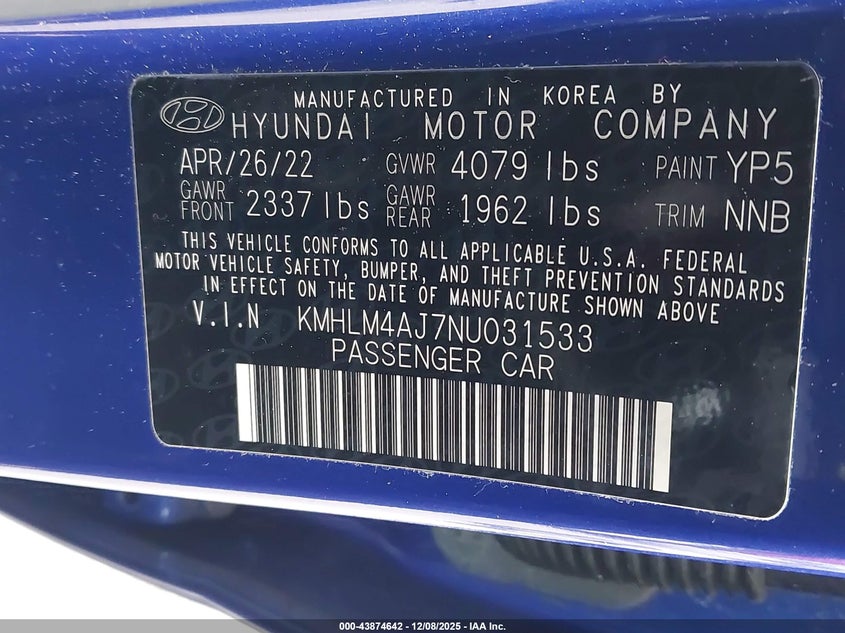 MANUFACTURED IN KOREA BY
HYUNDAI MOTOR COMPANY
APR/26/22 GVWR 4079 lbs PAINT YP5
GAWR FRONT 2337 lbs GAWR REAR 1962 lbs TRIM NNB
THIS VEHICLE CONFORMS TO ALL APPLICABLE U.S.A. FEDERAL
MOTOR VEHICLE SAFETY, BUMPER, AND THEFT PREVENTION STANDARDS
IN EFFECT ON THE DATE OF MANUFACTURE SHOWN ABOVE
V.I.N KMHLM4AJ7NU031533
PASSENGER CAR
000-43874642 - 12/08/2025 - IAA Inc.